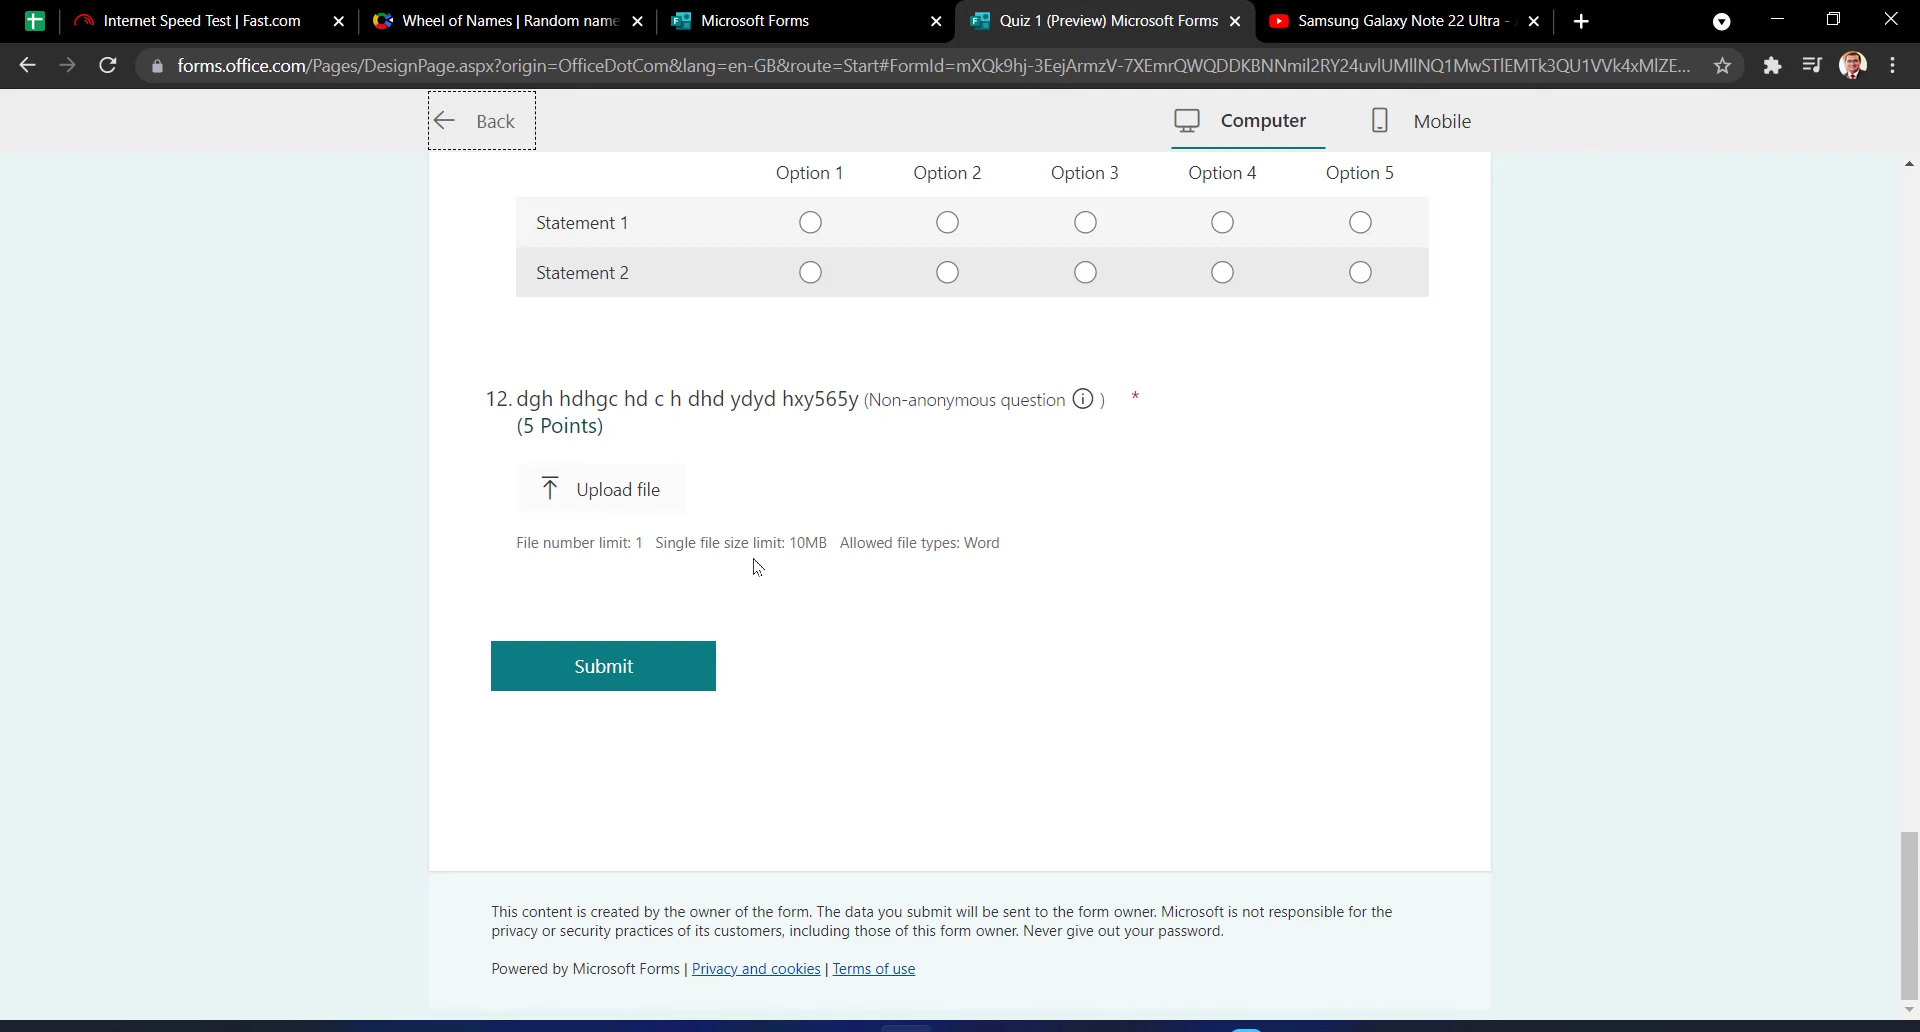 Internet Speed Test | Fast.com
Wheel of Names | Random name
Microsoft Forms
Quiz 1 (Preview) Microsoft Forms
Samsung Galaxy Note 22 Ultra -
forms.office.com/Pages/DesignPage.aspx?origin=OfficeDotCom&lang=en-GB&route=Start#FormId=mXQk9hj-3EejArmzV-7XEmrQWQDDKBNNmil2RY24uvlUMllNQ1MwSTlEMTk3QU1VVk4xMlZE...
Back
Computer
Mobile
Option 1 Option 2 Option 3 Option 4 Option 5
Statement 1
Statement 2
12. dgh hdhgc hd c h dhd ydyd hxy565y (Non-anonymous question ) *
(5 Points)
Upload file
File number limit: 1 Single file size limit: 10MB Allowed file types: Word
Submit
This content is created by the owner of the form. The data you submit will be sent to the form owner. Microsoft is not responsible for the
privacy or security practices of its customers, including those of this form owner. Never give out your password.
Powered by Microsoft Forms | Privacy and cookies | Terms of use